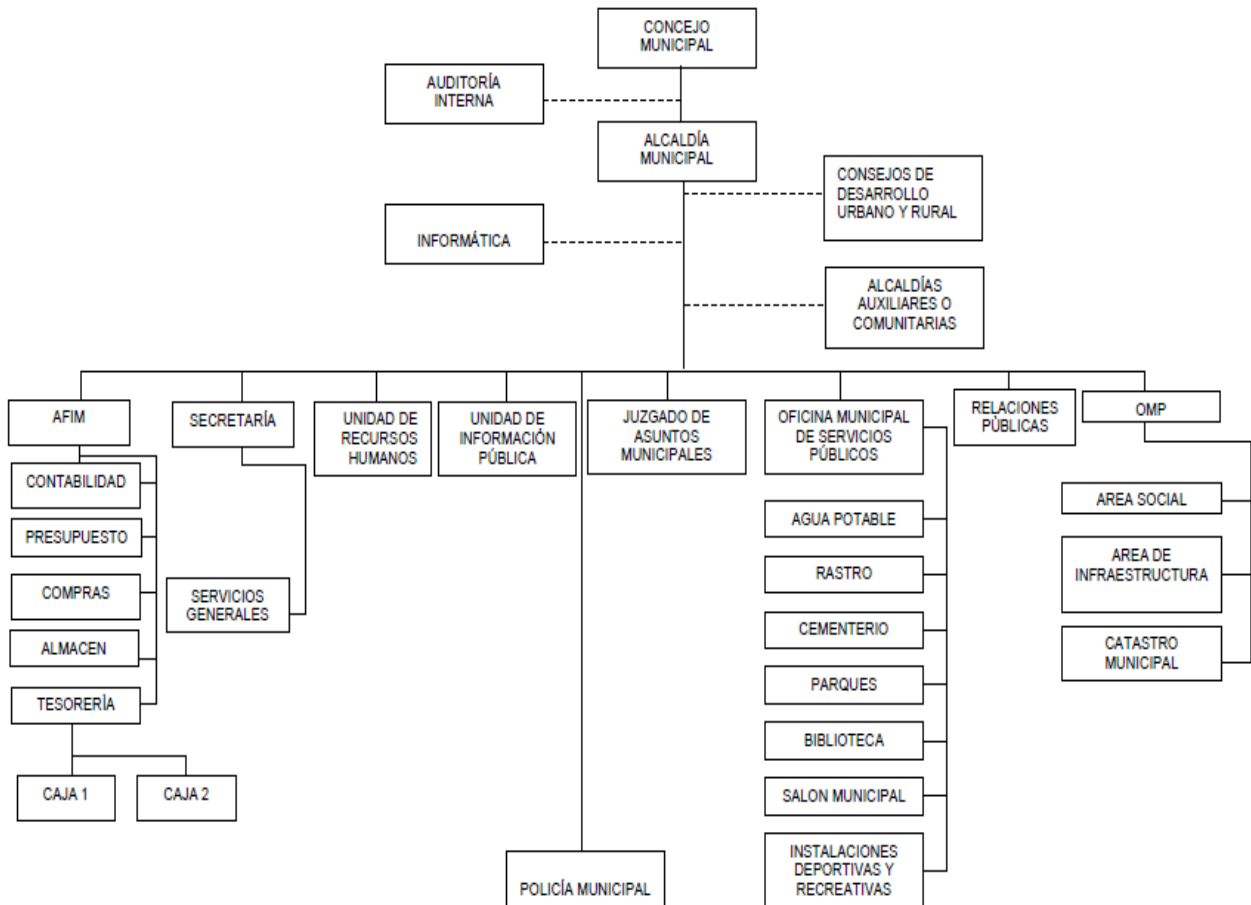 CONCEJO
MUNICIPAL
AUDITORÍA
INTERNA
ALCALDÍA
MUNICIPAL
CONSEJOS DE
DESARROLLO
URBANO Y RURAL
INFORMÁTICA
ALCALDÍAS
AUXILIARES O
COMUNITARIAS
AFIM
SECRETARÍA
UNIDAD DE
RECURSOS
HUMANOS
UNIDAD DE
INFORMACIÓN
PÚBLICA
JUZGADO DE
ASUNTOS
MUNICIPALES
OFICINA MUNICIPAL
DE SERVICIOS
PÚBLICOS
RELACIONES
PÙBLICAS
OMP
CONTABILIDAD
PRESUPUESTO
COMPRAS
ALMACEN
TESORERÌA
CAJA 1
CAJA 2
SERVICIOS
GENERALES
POLICÍA MUNICIPAL
AGUA POTABLE
RASTRO
CEMENTERIO
PARQUES
BIBLIOTECA
SALON MUNICIPAL
INSTALACIONES
DEPORTIVAS Y
RECREATIVAS
AREA SOCIAL
AREA DE
INFRAESTRUCTURA
CATASTRO
MUNICIPAL